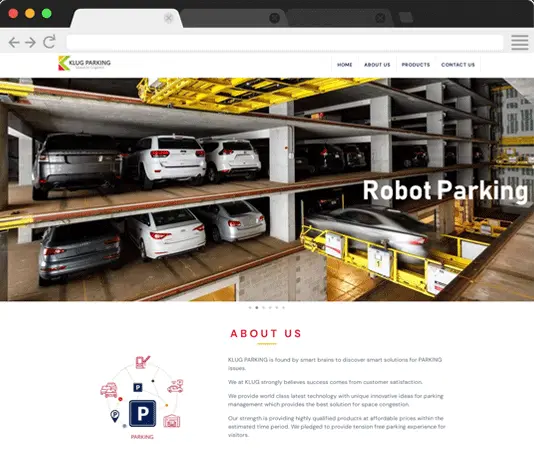 KLUG PARKING
HOME ABOUT US PRODUCTS CONTACT US
Robot Parking
1
ABOUT US
KLUG PARKING is found by smart brains to discover smart solutions for PARKING
issues.
We at KLUG strongly believes success comes from customer satisfaction.
We provide world class latest technology with unique innovative ideas for parking
management which provides the best solution for space congestion.
Our strength is providing highly qualified products at affordable prices within the
estimated time period. We pledged to provide tension free parking experience for
visitors.
P
P
PARKING